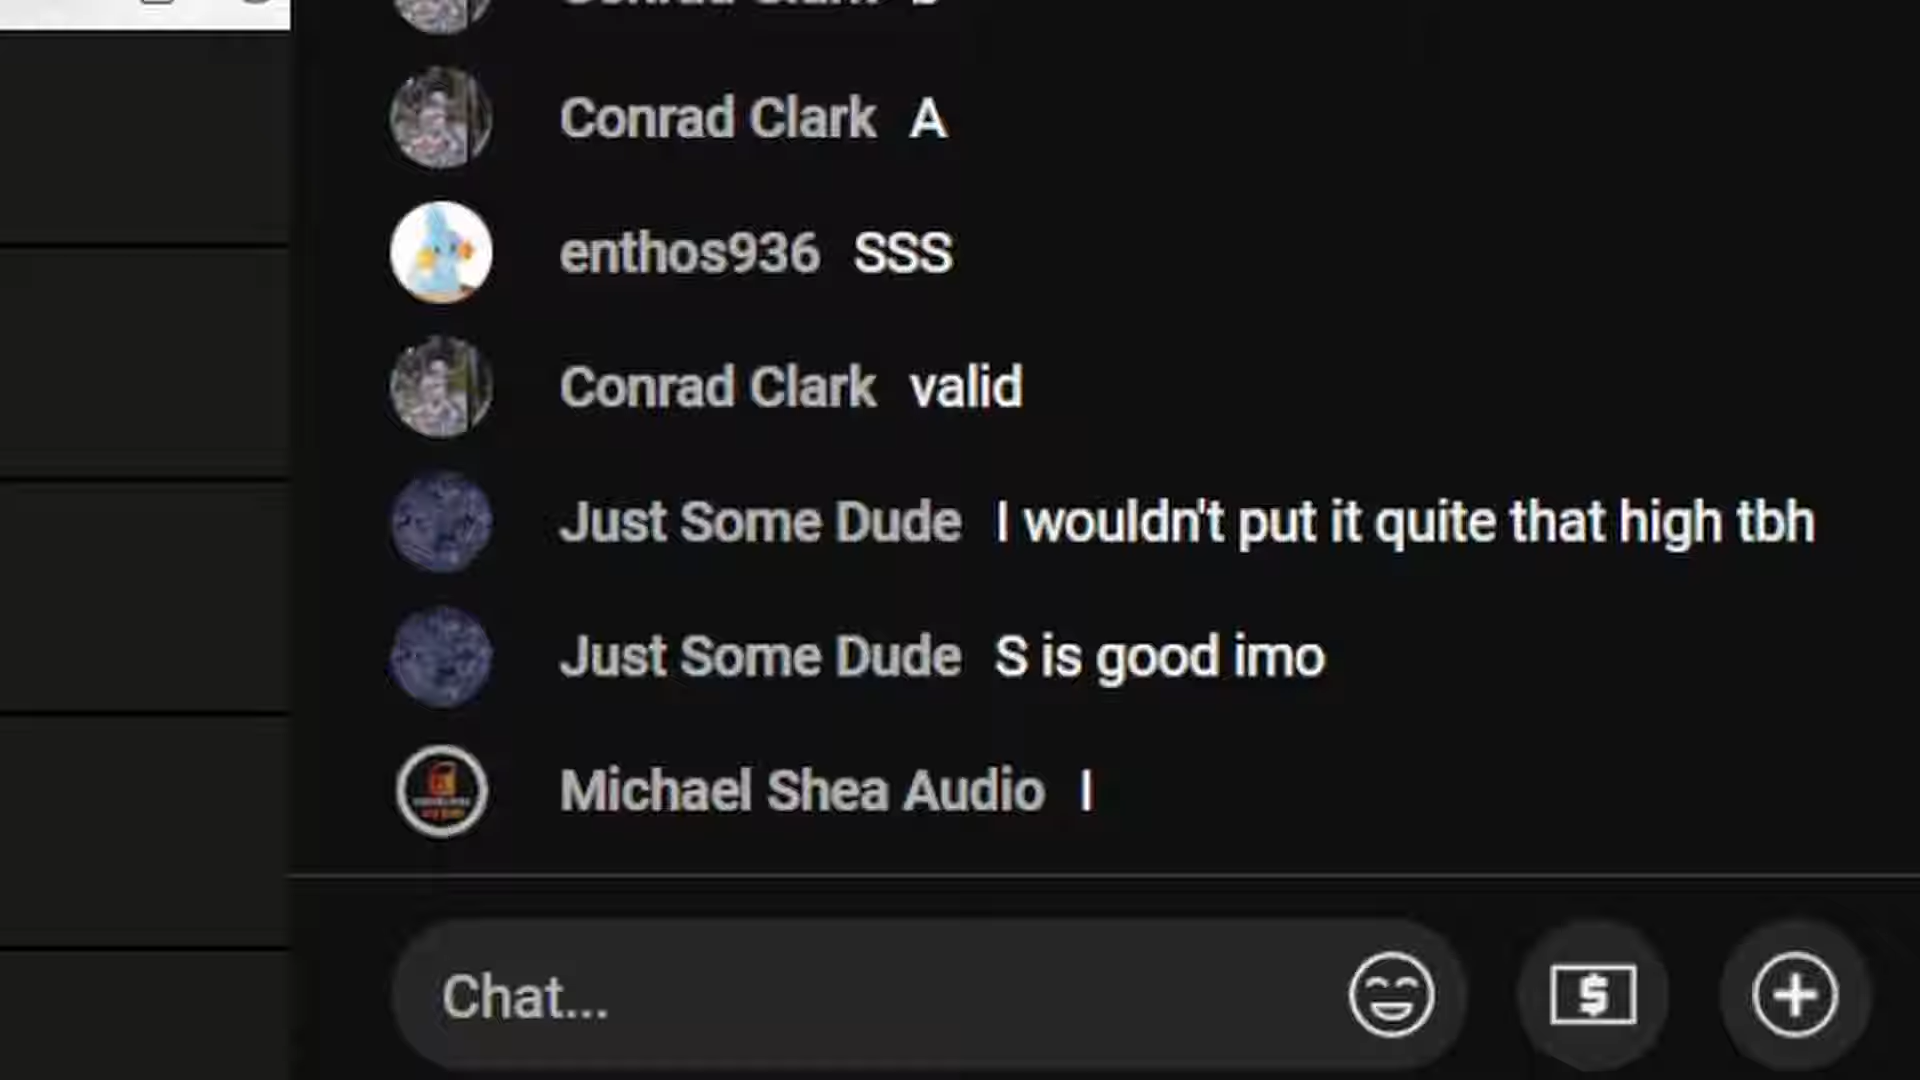 Conrad Clark A
enthos936 SSS
Conrad Clark valid
Just Some Dude I wouldn't put it quite that high tbh
Just Some Dude S is good imo
Michael Shea Audio I
Chat...